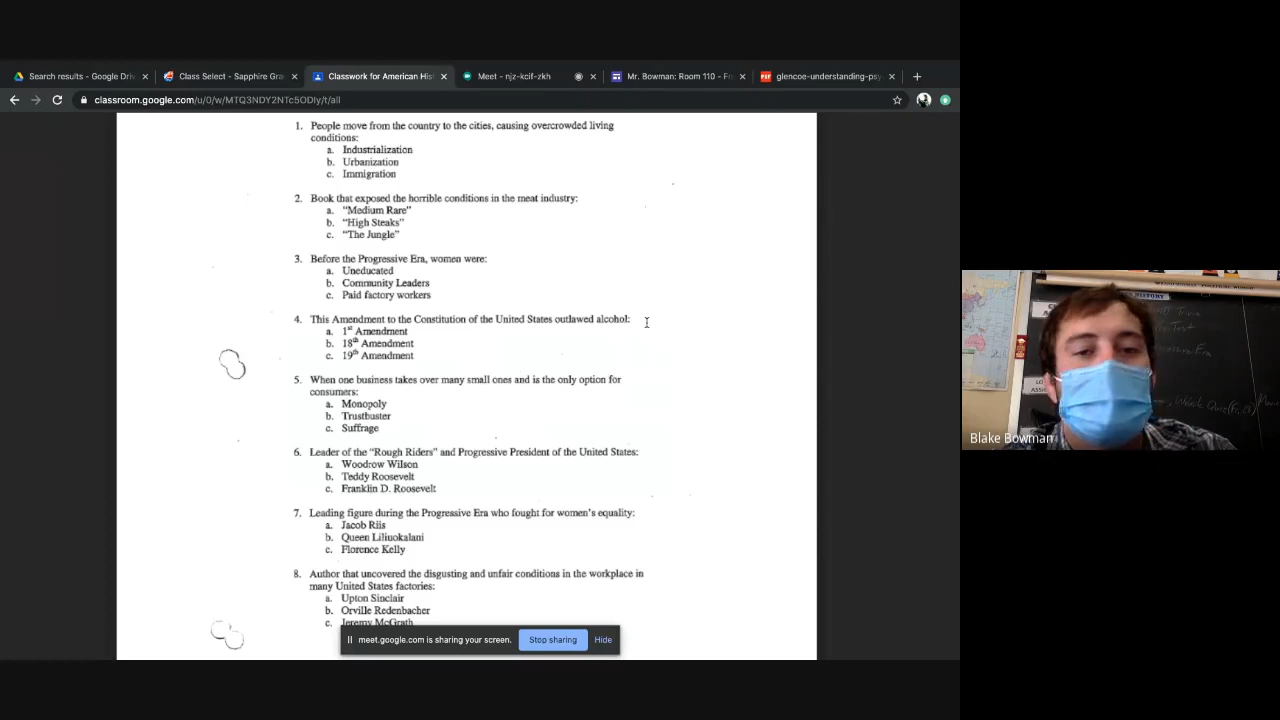 Search results - Google Driv
Class Select - Sapphire Gra
Classwork for American His
Meet - njz-kcif-zkh
Mr. Bowman: Room 110 - Fr
glencoe-understanding-psy
classroom.google.com/u/0/w/MTQ3NDY2NTc5ODIy/t/all
1. People move from the country to the cities, causing overcrowded living
conditions:
a. Industrialization
b. Urbanization
c. Immigration
2. Book that exposed the horrible conditions in the meat industry:
a. "Medium Rare"
b. "High Steaks"
c. "The Jungle"
3. Before the Progressive Era, women were:
a. Uneducated
b. Community Leaders
c. Paid factory workers
4. This Amendment to the Constitution of the United States outlawed alcohol:
a. 1st Amendment
b. 18th Amendment
c. 19th Amendment
5. When one business takes over many small ones and is the only option for
consumers:
a. Monopoly
b. Trustbuster
c. Suffrage
6. Leader of the "Rough Riders" and Progressive President of the United States:
a. Woodrow Wilson
b. Teddy Roosevelt
c. Franklin D. Roosevelt
7. Leading figure during the Progressive Era who fought for women's equality:
a. Jacob Riis
b. Queen Liliuokalani
c. Florence Kelly
8. Author that uncovered the disgusting and unfair conditions in the workplace in
many United States factories:
a. Upton Sinclair
b. Orville Redenbacher
c. Jeremy McGrath
meet.google.com is sharing your screen.
Stop sharing
Hide
HISTORY
Blake Bowman